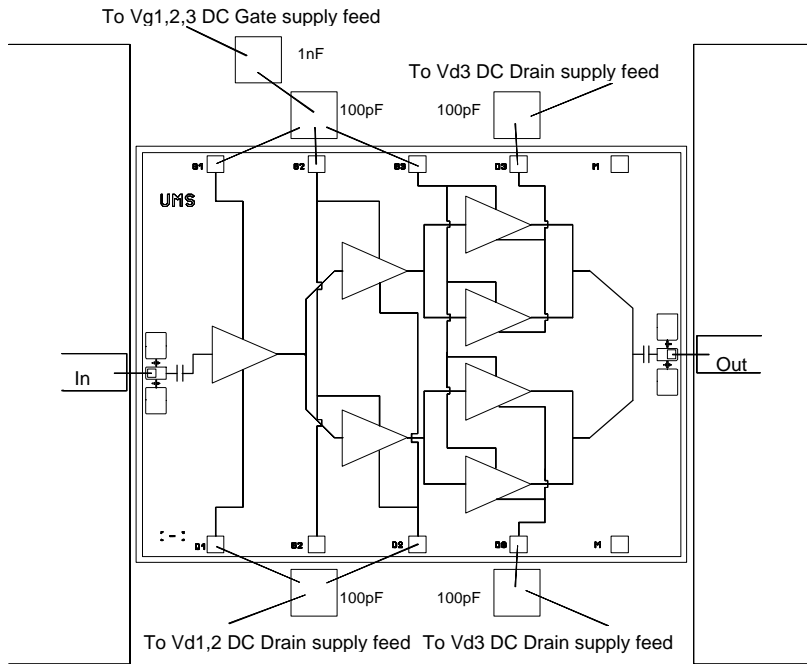 To Vg1,2,3 DC Gate supply feed
1nF
To Vd3 DC Drain supply feed
100pF
100pF
G1 G2 G3 D3 M
UMS
In
Out
D1 G2 D2 D3 M
100pF
100pF
To Vd1,2 DC Drain supply feed
To Vd3 DC Drain supply feed